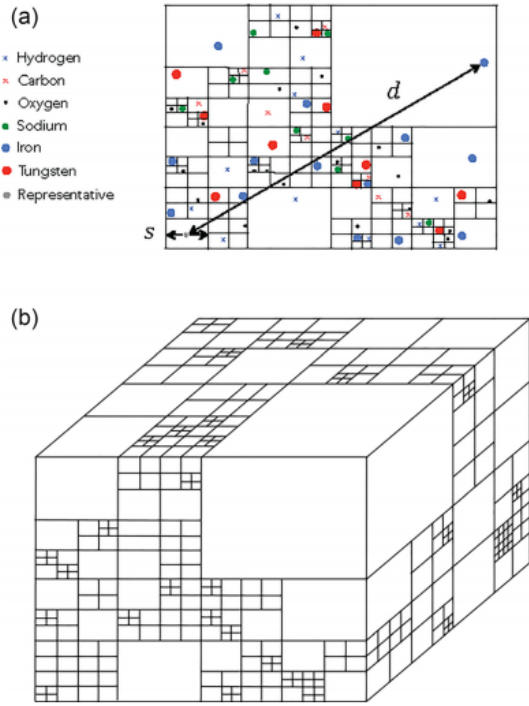 (a)
Hydrogen
Carbon
Oxygen
Sodium
Iron
Tungsten
Representative
d
s
(b)